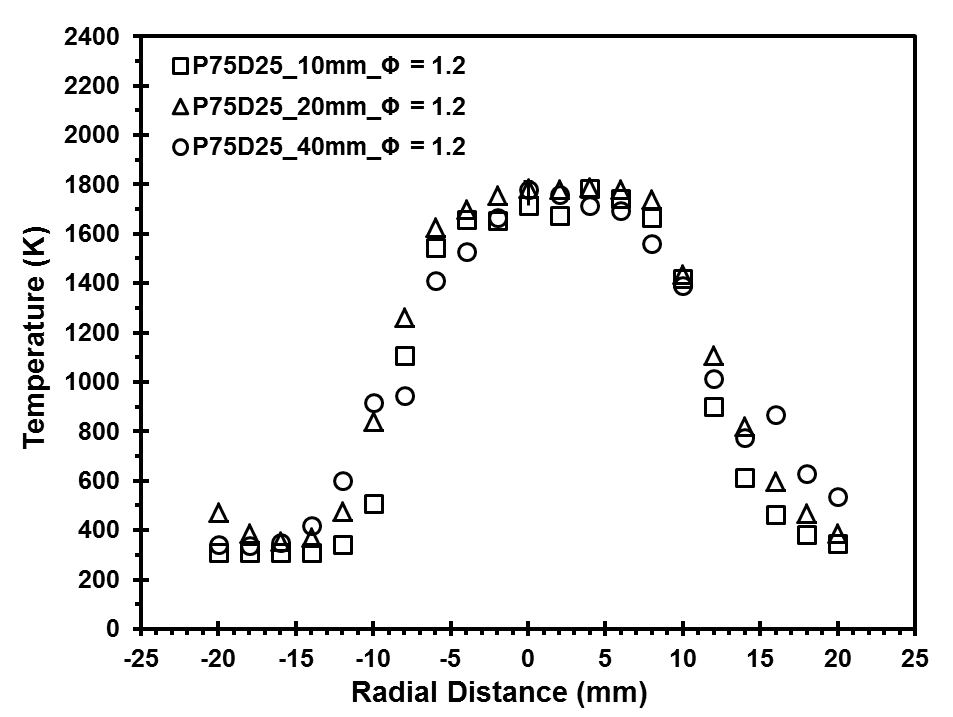 2400
2200
2000
1800
1600
1400
1200
1000
800
600
400
200
0
Temperature (K)
P75D25_10mm_Φ = 1.2
P75D25_20mm_Φ = 1.2
P75D25_40mm_Φ = 1.2
-25 -20 -15 -10 -5 0 5 10 15 20 25
Radial Distance (mm)